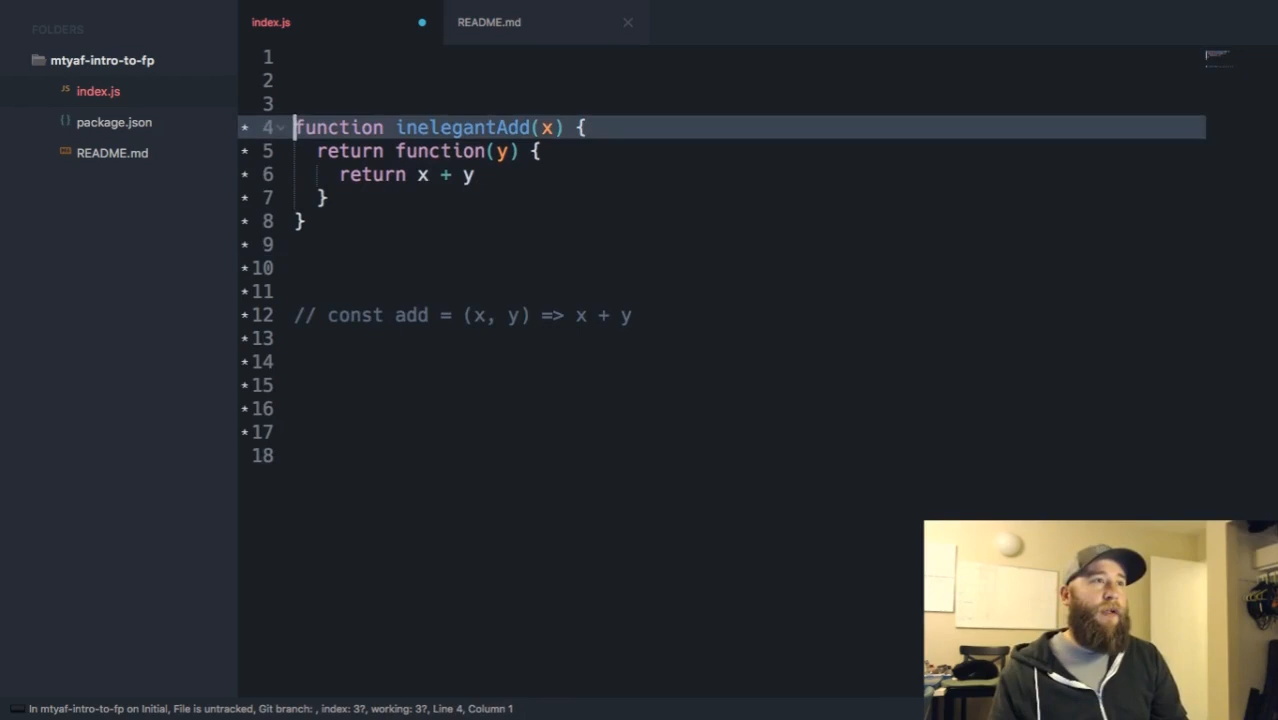 FOLDERS
mtyaf-intro-to-fp
index.js
package.json
README.md
index.js
README.md
1
2
3
4 function inelegantAdd(x) {
5 return function(y) {
6 return x + y
7 }
8 }
9
10
11
12 // const add = (x, y) => x + y
13
14
15
16
17
18
In mtyaf-intro-to-fp on Initial, File is untracked, Git branch: , index: 3?, working: 3?, Line 4, Column 1